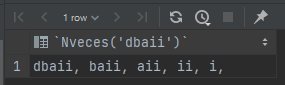 1 row
`Nveces('dbaii')`
1 dbaii, baii, aii, ii, i,